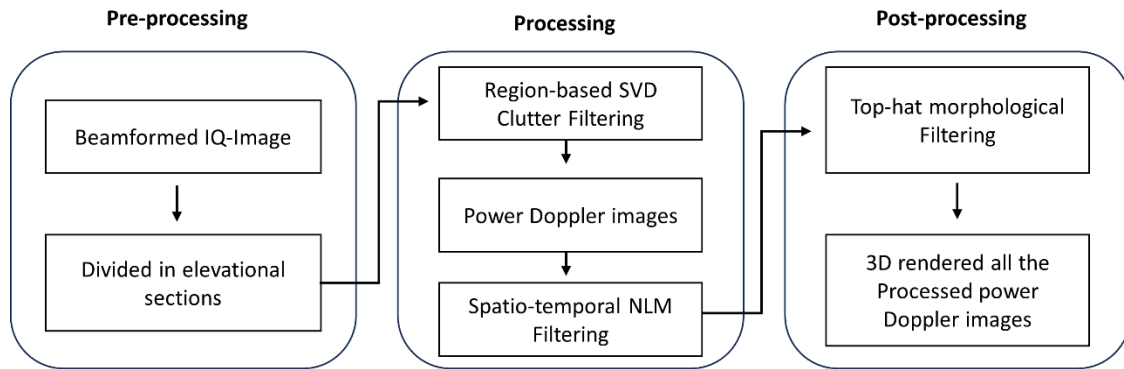 Pre-processing
Beamformed IQ-Image
Divided in elevational
sections
Processing
Region-based SVD
Clutter Filtering
Power Doppler images
Spatio-temporal NLM
Filtering
Post-processing
Top-hat morphological
Filtering
3D rendered all the
Processed power
Doppler images